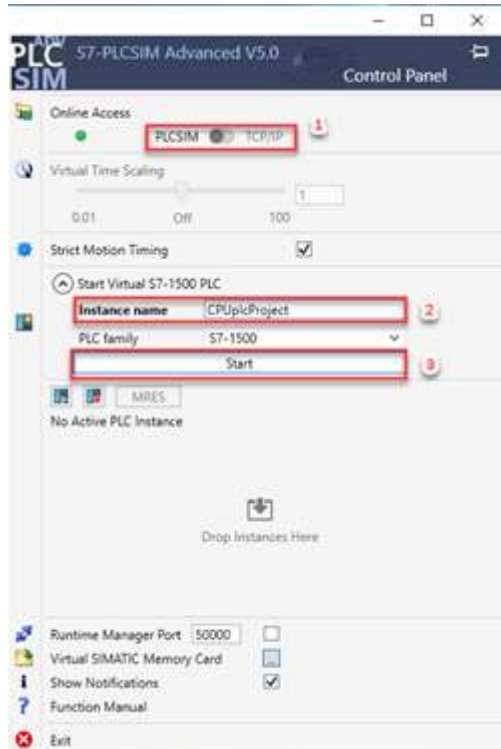 PLC ADV S7-PLCSIM Advanced V5.0
SIM Control Panel
Online Access
PLCSIM TCP/IP 1
Virtual Time Scaling
1
0.01 Off 100
Strict Motion Timing
Start Virtual S7-1500 PLC
Instance name CPUplcProject 2
PLC family S7-1500
Start 3
MRES
No Active PLC Instance
Drop Instances Here
Runtime Manager Port 50000
Virtual SIMATIC Memory Card
Show Notifications
Function Manual
Exit